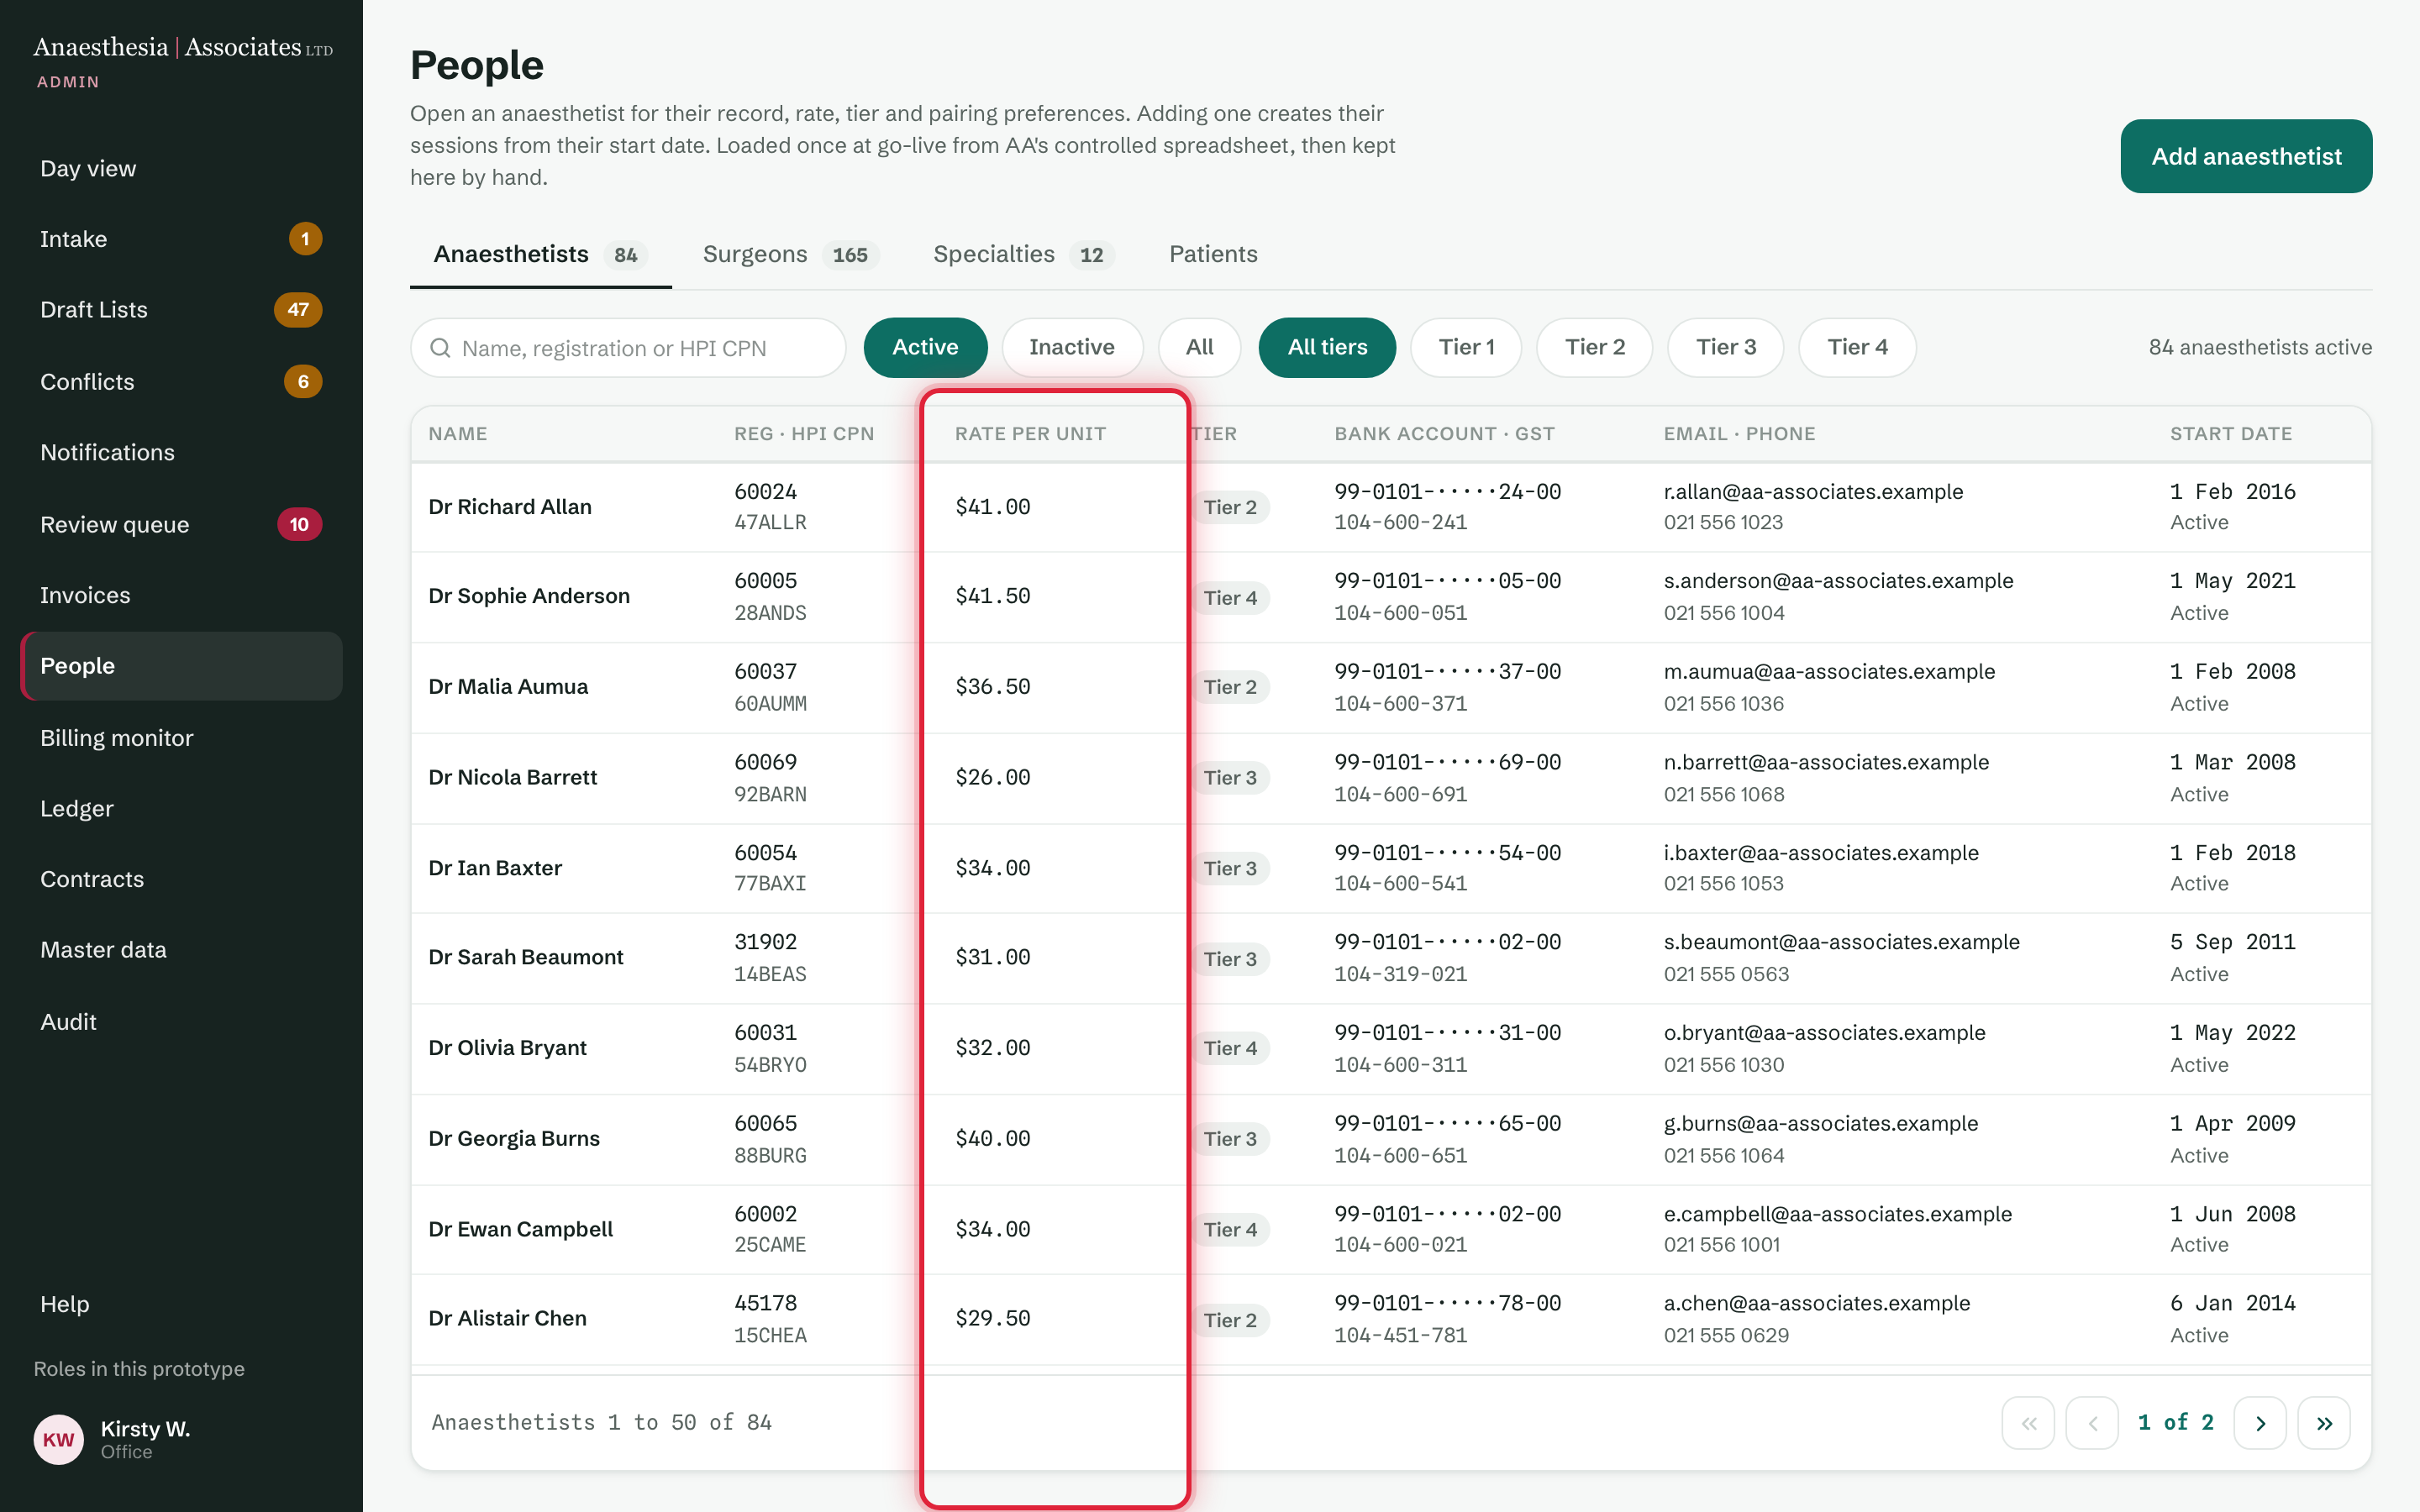 Anaesthesia | Associates LTD
ADMIN
Day view
Intake 1
Draft Lists 47
Conflicts 6
Notifications
Review queue 10
Invoices
People
Billing monitor
Ledger
Contracts
Master data
Audit
Help
Roles in this prototype
KW Kirsty W.
Office
People
Open an anaesthetist for their record, rate, tier and pairing preferences. Adding one creates their
sessions from their start date. Loaded once at go-live from AA's controlled spreadsheet, then kept
here by hand.
Add anaesthetist
Anaesthetists 84 Surgeons 165 Specialties 12 Patients
Name, registration or HPI CPN Active Inactive All All tiers Tier 1 Tier 2 Tier 3 Tier 4 84 anaesthetists active
NAME REG · HPI CPN RATE PER UNIT TIER BANK ACCOUNT · GST EMAIL · PHONE START DATE
Dr Richard Allan 60024 $41.00 Tier 2 99-0101-·····24-00 r.allan@aa-associates.example 1 Feb 2016
47ALLR 104-600-241 021 556 1023 Active
Dr Sophie Anderson 60005 $41.50 Tier 4 99-0101-·····05-00 s.anderson@aa-associates.example 1 May 2021
28ANDS 104-600-051 021 556 1004 Active
Dr Malia Aumua 60037 $36.50 Tier 2 99-0101-·····37-00 m.aumua@aa-associates.example 1 Feb 2008
60AUMM 104-600-371 021 556 1036 Active
Dr Nicola Barrett 60069 $26.00 Tier 3 99-0101-·····69-00 n.barrett@aa-associates.example 1 Mar 2008
92BARN 104-600-691 021 556 1068 Active
Dr Ian Baxter 60054 $34.00 Tier 3 99-0101-·····54-00 i.baxter@aa-associates.example 1 Feb 2018
77BAXI 104-600-541 021 556 1053 Active
Dr Sarah Beaumont 31902 $31.00 Tier 3 99-0101-·····02-00 s.beaumont@aa-associates.example 5 Sep 2011
14BEAS 104-319-021 021 555 0563 Active
Dr Olivia Bryant 60031 $32.00 Tier 4 99-0101-·····31-00 o.bryant@aa-associates.example 1 May 2022
54BRYO 104-600-311 021 556 1030 Active
Dr Georgia Burns 60065 $40.00 Tier 3 99-0101-·····65-00 g.burns@aa-associates.example 1 Apr 2009
88BURG 104-600-651 021 556 1064 Active
Dr Ewan Campbell 60002 $34.00 Tier 4 99-0101-·····02-00 e.campbell@aa-associates.example 1 Jun 2008
25CAME 104-600-021 021 556 1001 Active
Dr Alistair Chen 45178 $29.50 Tier 2 99-0101-·····78-00 a.chen@aa-associates.example 6 Jan 2014
15CHEA 104-451-781 021 555 0629 Active
Anaesthetists 1 to 50 of 84 « ‹ 1 of 2 › »